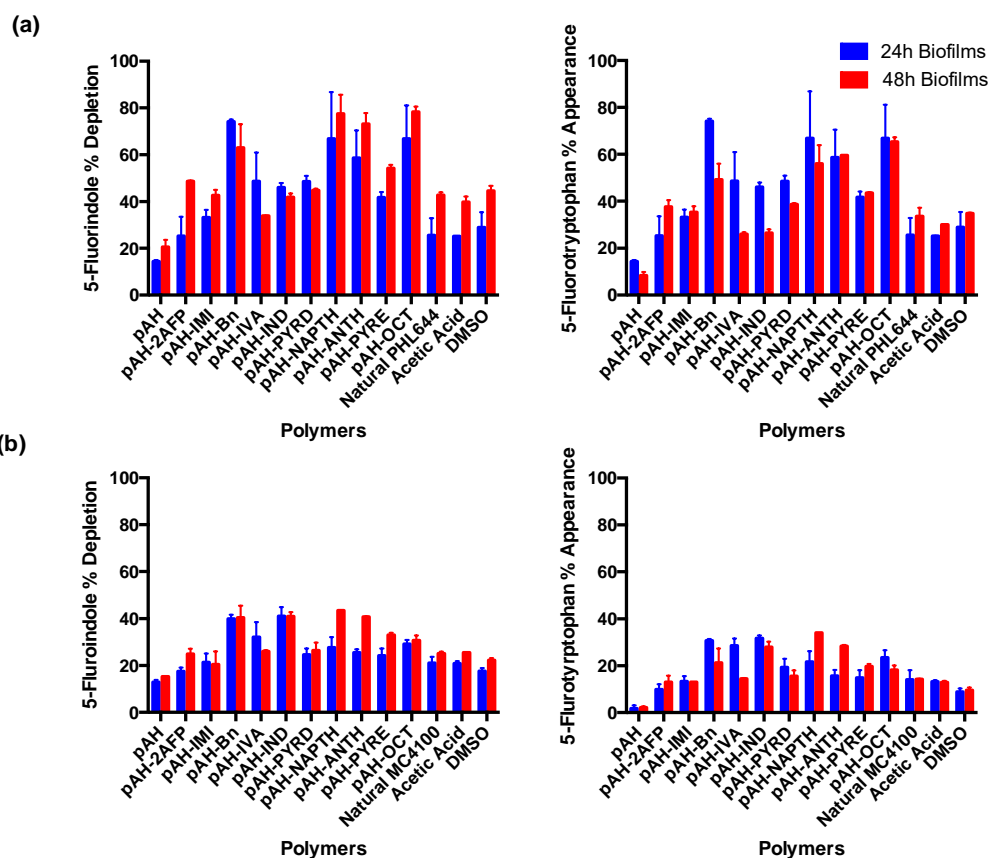 (a)
5-Fluorindole % Depletion
100
80
60
40
20
0
pAH
pAH-2AFP
pAH-IMI
pAH-Bn
pAH-IVA
pAH-IND
pAH-PYRD
pAH-NAPTH
pAH-ANTH
pAH-PYRE
pAH-OCT
Natural PHL644
Acetic Acid
DMSO
Polymers
5-Fluorotryptophan % Appearance
100
80
60
40
20
0
pAH
pAH-2AFP
pAH-IMI
pAH-Bn
pAH-IVA
pAH-IND
pAH-PYRD
pAH-NAPTH
pAH-ANTH
pAH-PYRE
pAH-OCT
Natural PHL644
Acetic Acid
DMSO
Polymers
24h Biofilms
48h Biofilms
(b)
5-Fluroindole % Depletion
100
80
60
40
20
0
pAH
pAH-2AFP
pAH-IMI
pAH-Bn
pAH-IVA
pAH-IND
pAH-PYRD
pAH-NAPTH
pAH-ANTH
pAH-PYRE
pAH-OCT
Natural MC4100
Acetic Acid
DMSO
Polymers
5-Flurotyrptophan % Appearance
100
80
60
40
20
0
pAH
pAH-2AFP
pAH-IMI
pAH-Bn
pAH-IVA
pAH-IND
pAH-PYRD
pAH-NAPTH
pAH-ANTH
pAH-PYRE
pAH-OCT
Natural MC4100
Acetic Acid
DMSO
Polymers